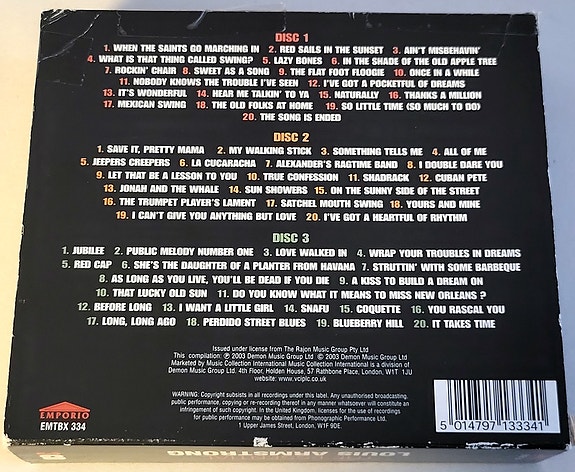 DISC 1
1. WHEN THE SAINTS GO MARCHING IN 2. RED SAILS IN THE SUNSET 3. AIN'T MISBEHAVIN'
4. WHAT IS THAT THING CALLED SWING? 5. LAZY BONES 6. IN THE SHADE OF THE OLD APPLE TREE
7. ROCKIN' CHAIR 8. SWEET AS A SONG 9. THE FLAT FOOT FLOOGIE 10. ONCE IN A WHILE
11. NOBODY KNOWS THE TROUBLE I'VE SEEN 12. I'VE GOT A POCKETFUL OF DREAMS
13. IT'S WONDERFUL 14. HEAR ME TALKIN' TO YA 15. NATURALLY 16. THANKS A MILLION
17. MEXICAN SWING 18. THE OLD FOLKS AT HOME 19. SO LITTLE TIME (SO MUCH TO DO)
20. THE SONG IS ENDED
DISC 2
1. SAVE IT, PRETTY MAMA 2. MY WALKING STICK 3. SOMETHING TELLS ME 4. ALL OF ME
5. JEEPERS CREEPERS 6. LA CUCARACHA 7. ALEXANDER'S RAGTIME BAND 8. I DOUBLE DARE YOU
9. LET THAT BE A LESSON TO YOU 10. TRUE CONFESSION 11. SHADRACK 12. CUBAN PETE
13. JONAH AND THE WHALE 14. SUN SHOWERS 15. ON THE SUNNY SIDE OF THE STREET
16. THE TRUMPET PLAYER'S LAMENT 17. SATCHEL MOUTH SWING 18. YOURS AND MINE
19. I CAN'T GIVE YOU ANYTHING BUT LOVE 20. I'VE GOT A HEARTFUL OF RHYTHM
DISC 3
1. JUBILEE 2. PUBLIC MELODY NUMBER ONE 3. LOVE WALKED IN 4. WRAP YOUR TROUBLES IN DREAMS
5. RED CAP 6. SHE'S THE DAUGHTER OF A PLANTER FROM HAVANA 7. STRUTTIN' WITH SOME BARBEQUE
8. AS LONG AS YOU LIVE, YOU'LL BE DEAD IF YOU DIE 9. A KISS TO BUILD A DREAM ON
10. THAT LUCKY OLD SUN 11. DO YOU KNOW WHAT IT MEANS TO MISS NEW ORLEANS ?
12. BEFORE LONG 13. I WANT A LITTLE GIRL 14. SNAFU 15. COQUETTE 16. YOU RASCAL YOU
17. LONG, LONG AGO 18. PERDIDO STREET BLUES 19. BLUEBERRY HILL 20. IT TAKES TIME
Issued under license from The Rajon Music Group Pty Ltd
This compilation: ℗ 2003 Demon Music Group Ltd © 2003 Demon Music Group Ltd
Marketed by Music Collection International Music Collection International is a division of
Demon Music Group Ltd. 4th Floor, Holden House, 57 Rathbone Place, London, W1T 1JU
website: www.vciplc.co.uk
WARNING: Copyright subsists in all recordings under this label. Any unauthorised broadcasting,
public performance, copying or re-recording thereof in any manner whatsoever will constitute an
infringement of such copyright. In the United Kingdom, licenses for the use of recordings
for public performance may be obtained from Phonographic Performance Ltd.
1 Upper James Street, London, W1F 9DE.
EMPORIO
EMTBX 334
5 014797 133341
LOUIS ARMSTRONG